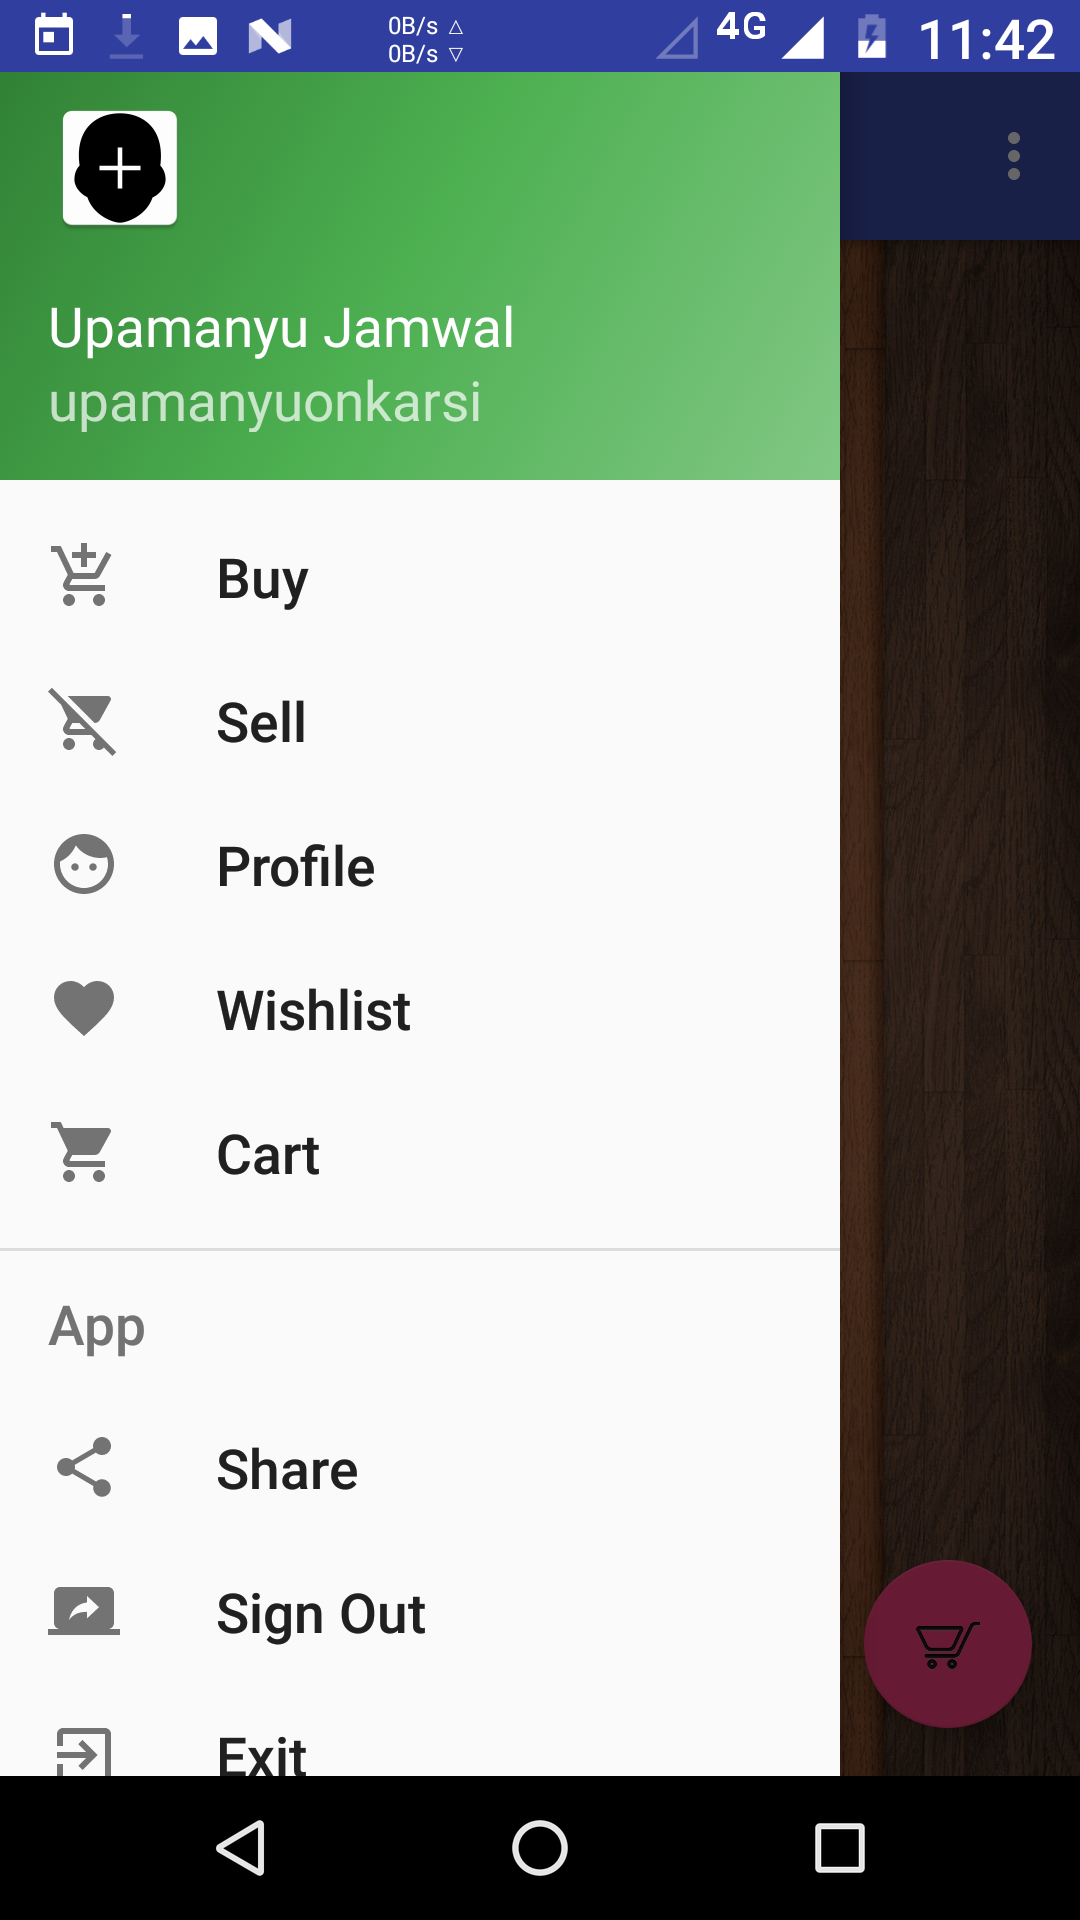 0B/s △
0B/s ▽
4G
11:42
Upamanyu Jamwal
upamanyuonkarsi
Buy
Sell
Profile
Wishlist
Cart
App
Share
Sign Out
Exit